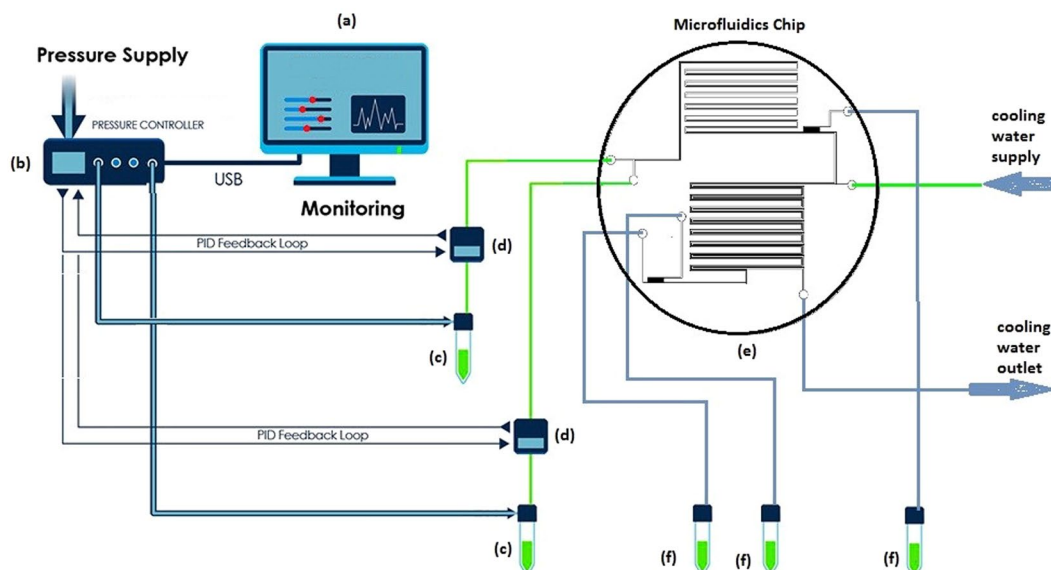 (a)
Microfluidics Chip
Pressure Supply
PRESSURE CONTROLLER
(b)
USB
Monitoring
cooling
water
supply
PID Feedback Loop
(d)
(c)
(e)
cooling
water
outlet
PID Feedback Loop
(d)
(c)
(f)
(f)
(f)